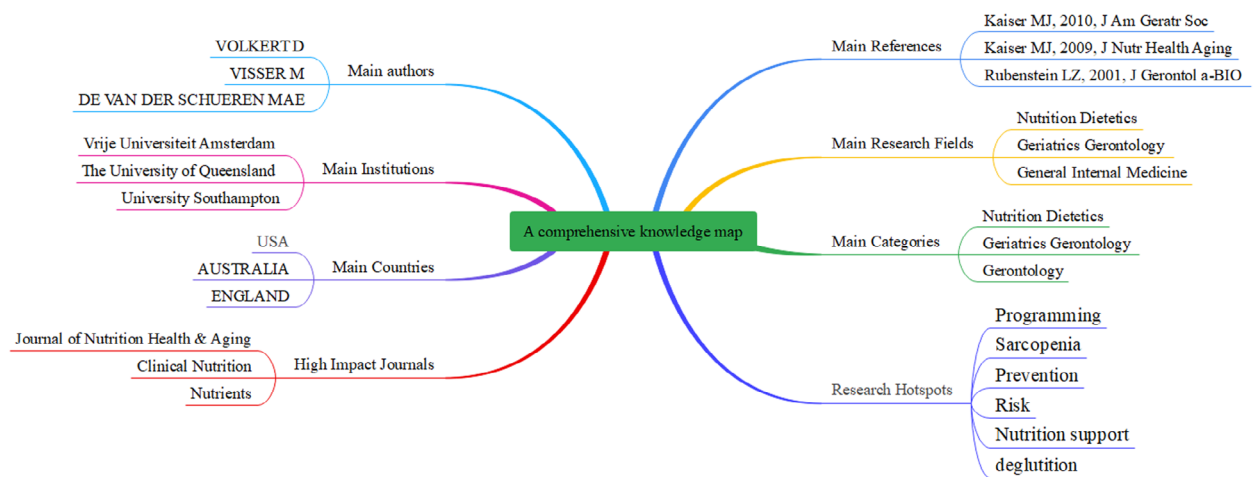 A comprehensive knowledge map
Main authors
VOLKERT D
VISSER M
DE VAN DER SCHUEREN MAE
Main Institutions
Vrije Universiteit Amsterdam
The University of Queensland
University Southampton
Main Countries
USA
AUSTRALIA
ENGLAND
High Impact Journals
Journal of Nutrition Health & Aging
Clinical Nutrition
Nutrients
Main References
Kaiser MJ, 2010, J Am Geratr Soc
Kaiser MJ, 2009, J Nutr Health Aging
Rubenstein LZ, 2001, J Gerontol a-BIO
Main Research Fields
Nutrition Dietetics
Geriatrics Gerontology
General Internal Medicine
Main Categories
Nutrition Dietetics
Geriatrics Gerontology
Gerontology
Research Hotspots
Programming
Sarcopenia
Prevention
Risk
Nutrition support
deglutition